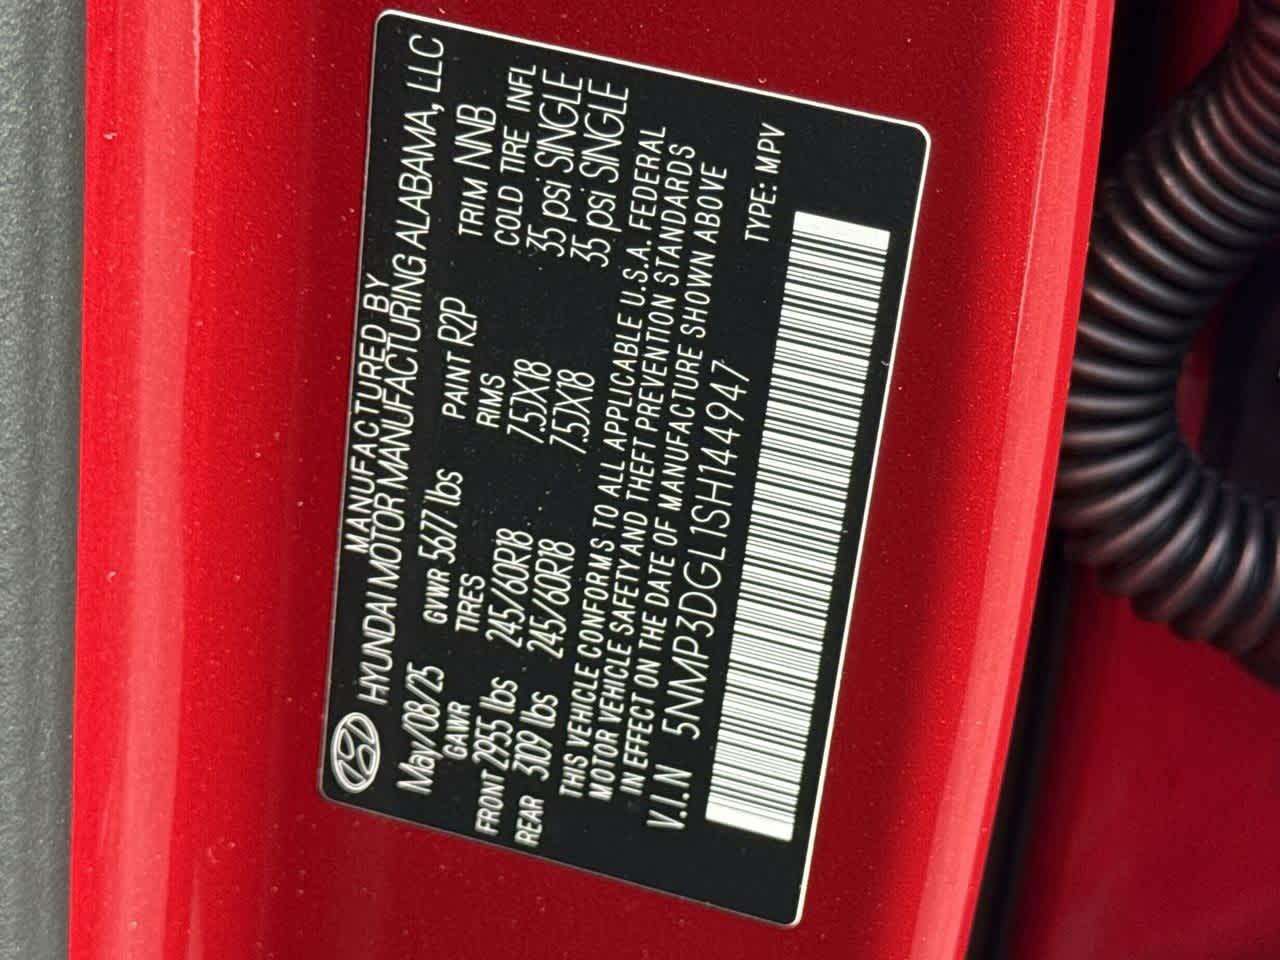 MANUFACTURED BY
HYUNDAI MOTOR MANUFACTURING ALABAMA, LLC
May/08/25 GVWR 5677 lbs PAINT R2P TRIM NNB
GAWR TIRES RIMS COLD TIRE INFL
FRONT 2955 lbs 245/60R18 7.5JX18 35 psi SINGLE
REAR 3109 lbs 245/60R18 7.5JX18 35 psi SINGLE
THIS VEHICLE CONFORMS TO ALL APPLICABLE U.S.A. FEDERAL
MOTOR VEHICLE SAFETY AND THEFT PREVENTION STANDARDS
IN EFFECT ON THE DATE OF MANUFACTURE SHOWN ABOVE
V.I.N 5NMP3DGL1SH144947 TYPE: MPV